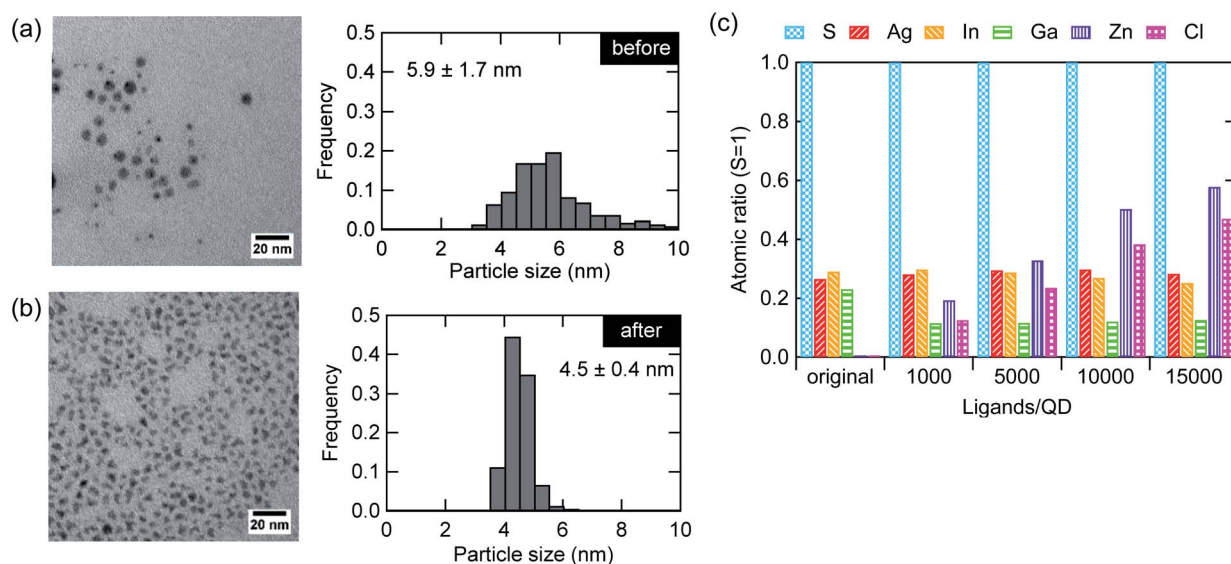 (a)
20 nm
0.5
0.4
0.3
0.2
0.1
0.0
Frequency
before
5.9 ± 1.7 nm
0 2 4 6 8 10
Particle size (nm)
(b)
20 nm
0.5
0.4
0.3
0.2
0.1
0.0
Frequency
after
4.5 ± 0.4 nm
0 2 4 6 8 10
Particle size (nm)
(c)
S Ag In Ga Zn Cl
1.0
0.8
0.6
0.4
0.2
0.0
Atomic ratio (S=1)
original 1000 5000 10000 15000
Ligands/QD